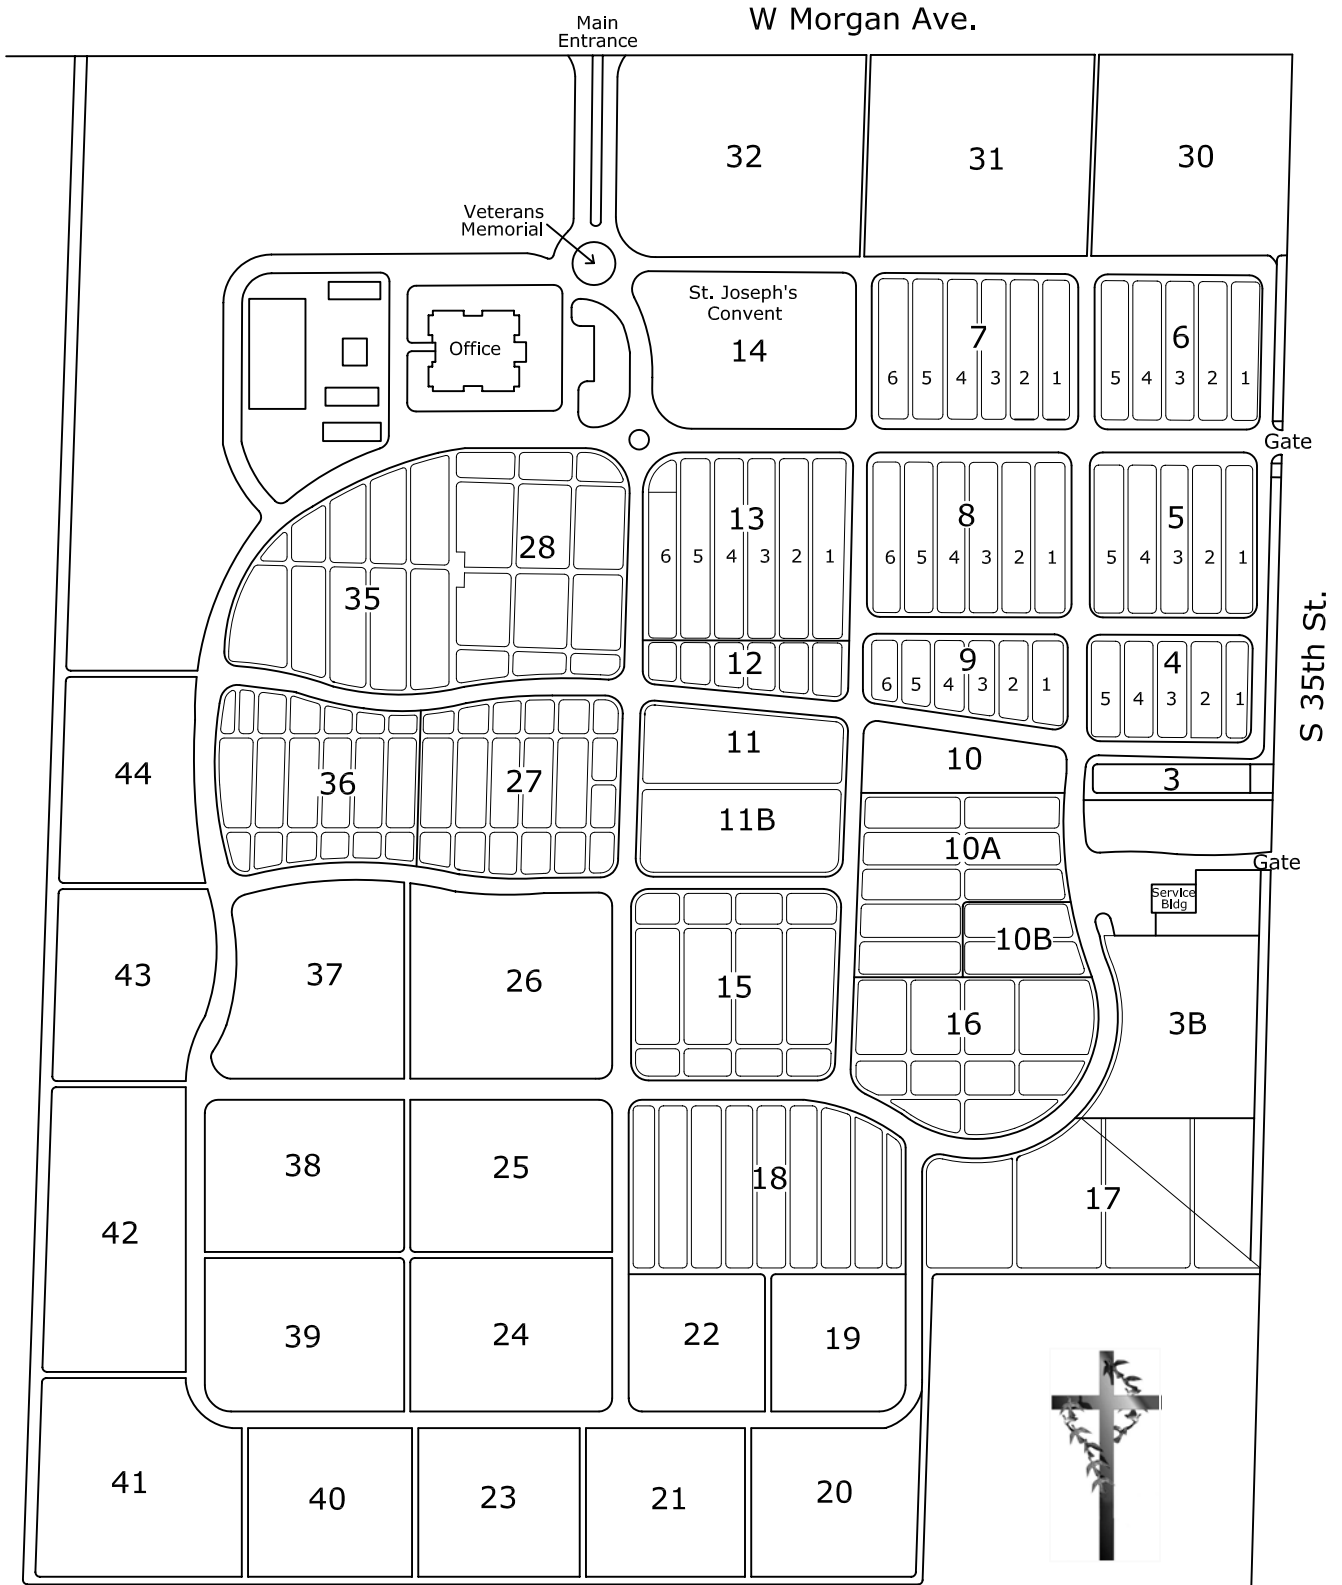 W Morgan Ave.
Main
Entrance
32
31
30
Veterans
Memorial
St. Joseph's
Convent
14
Office
7
6 5 4 3 2 1
6
5 4 3 2 1
Gate
13
6 5 4 3 2 1
8
6 5 4 3 2 1
5
5 4 3 2 1
28
35
S 35th St.
12
9
6 5 4 3 2 1
4
5 4 3 2 1
11
10
3
44
36
27
11B
10A
Gate
Service
Bldg
10B
43
37
26
15
16
3B
38
25
18
17
42
39
24
22
19
41
40
23
21
20